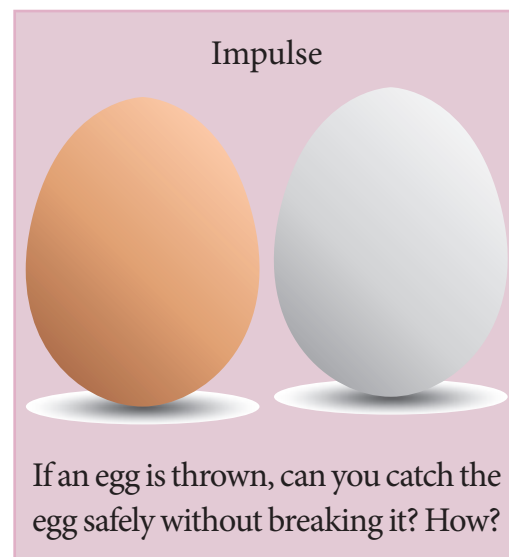 Impulse
If an egg is thrown, can you catch the
egg safely without breaking it? How?